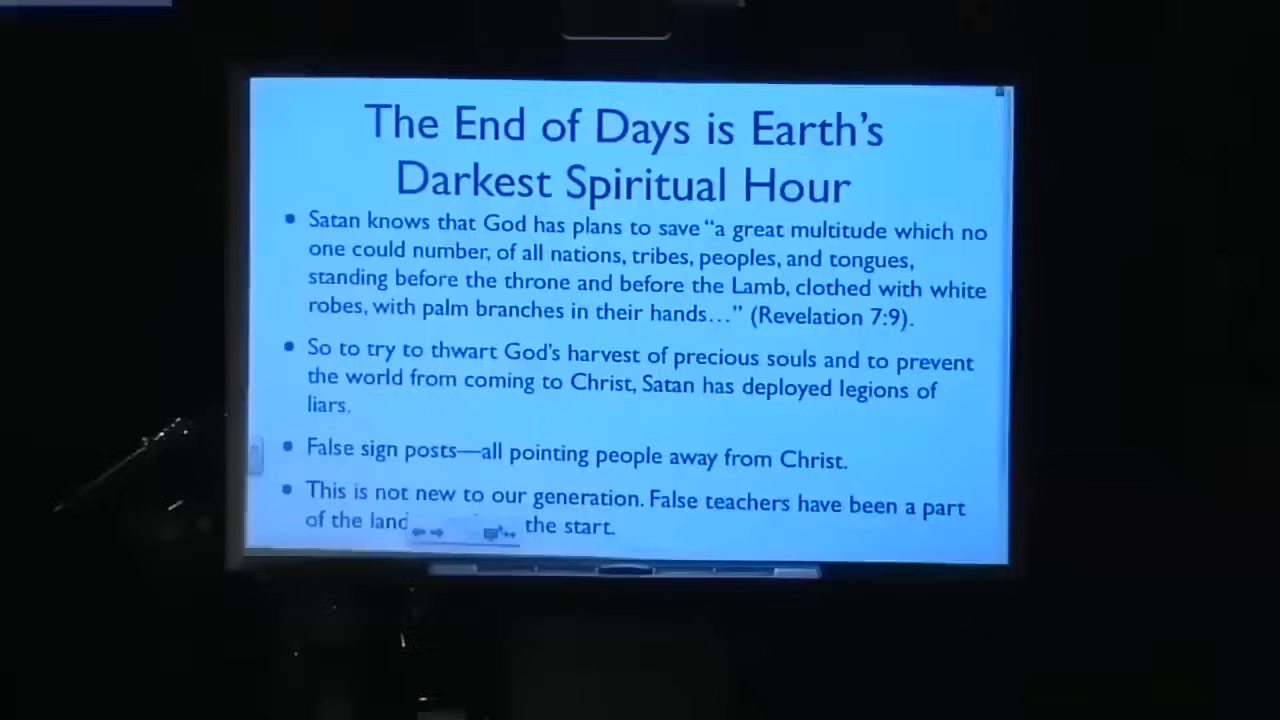 The End of Days is Earth's
Darkest Spiritual Hour
• Satan knows that God has plans to save “a great multitude which no
one could number, of all nations, tribes, peoples, and tongues,
standing before the throne and before the Lamb, clothed with white
robes, with palm branches in their hands…” (Revelation 7:9).
• So to try to thwart God's harvest of precious souls and to prevent
the world from coming to Christ, Satan has deployed legions of
liars.
• False sign posts—all pointing people away from Christ.
• This is not new to our generation. False teachers have been a part
of the the start.